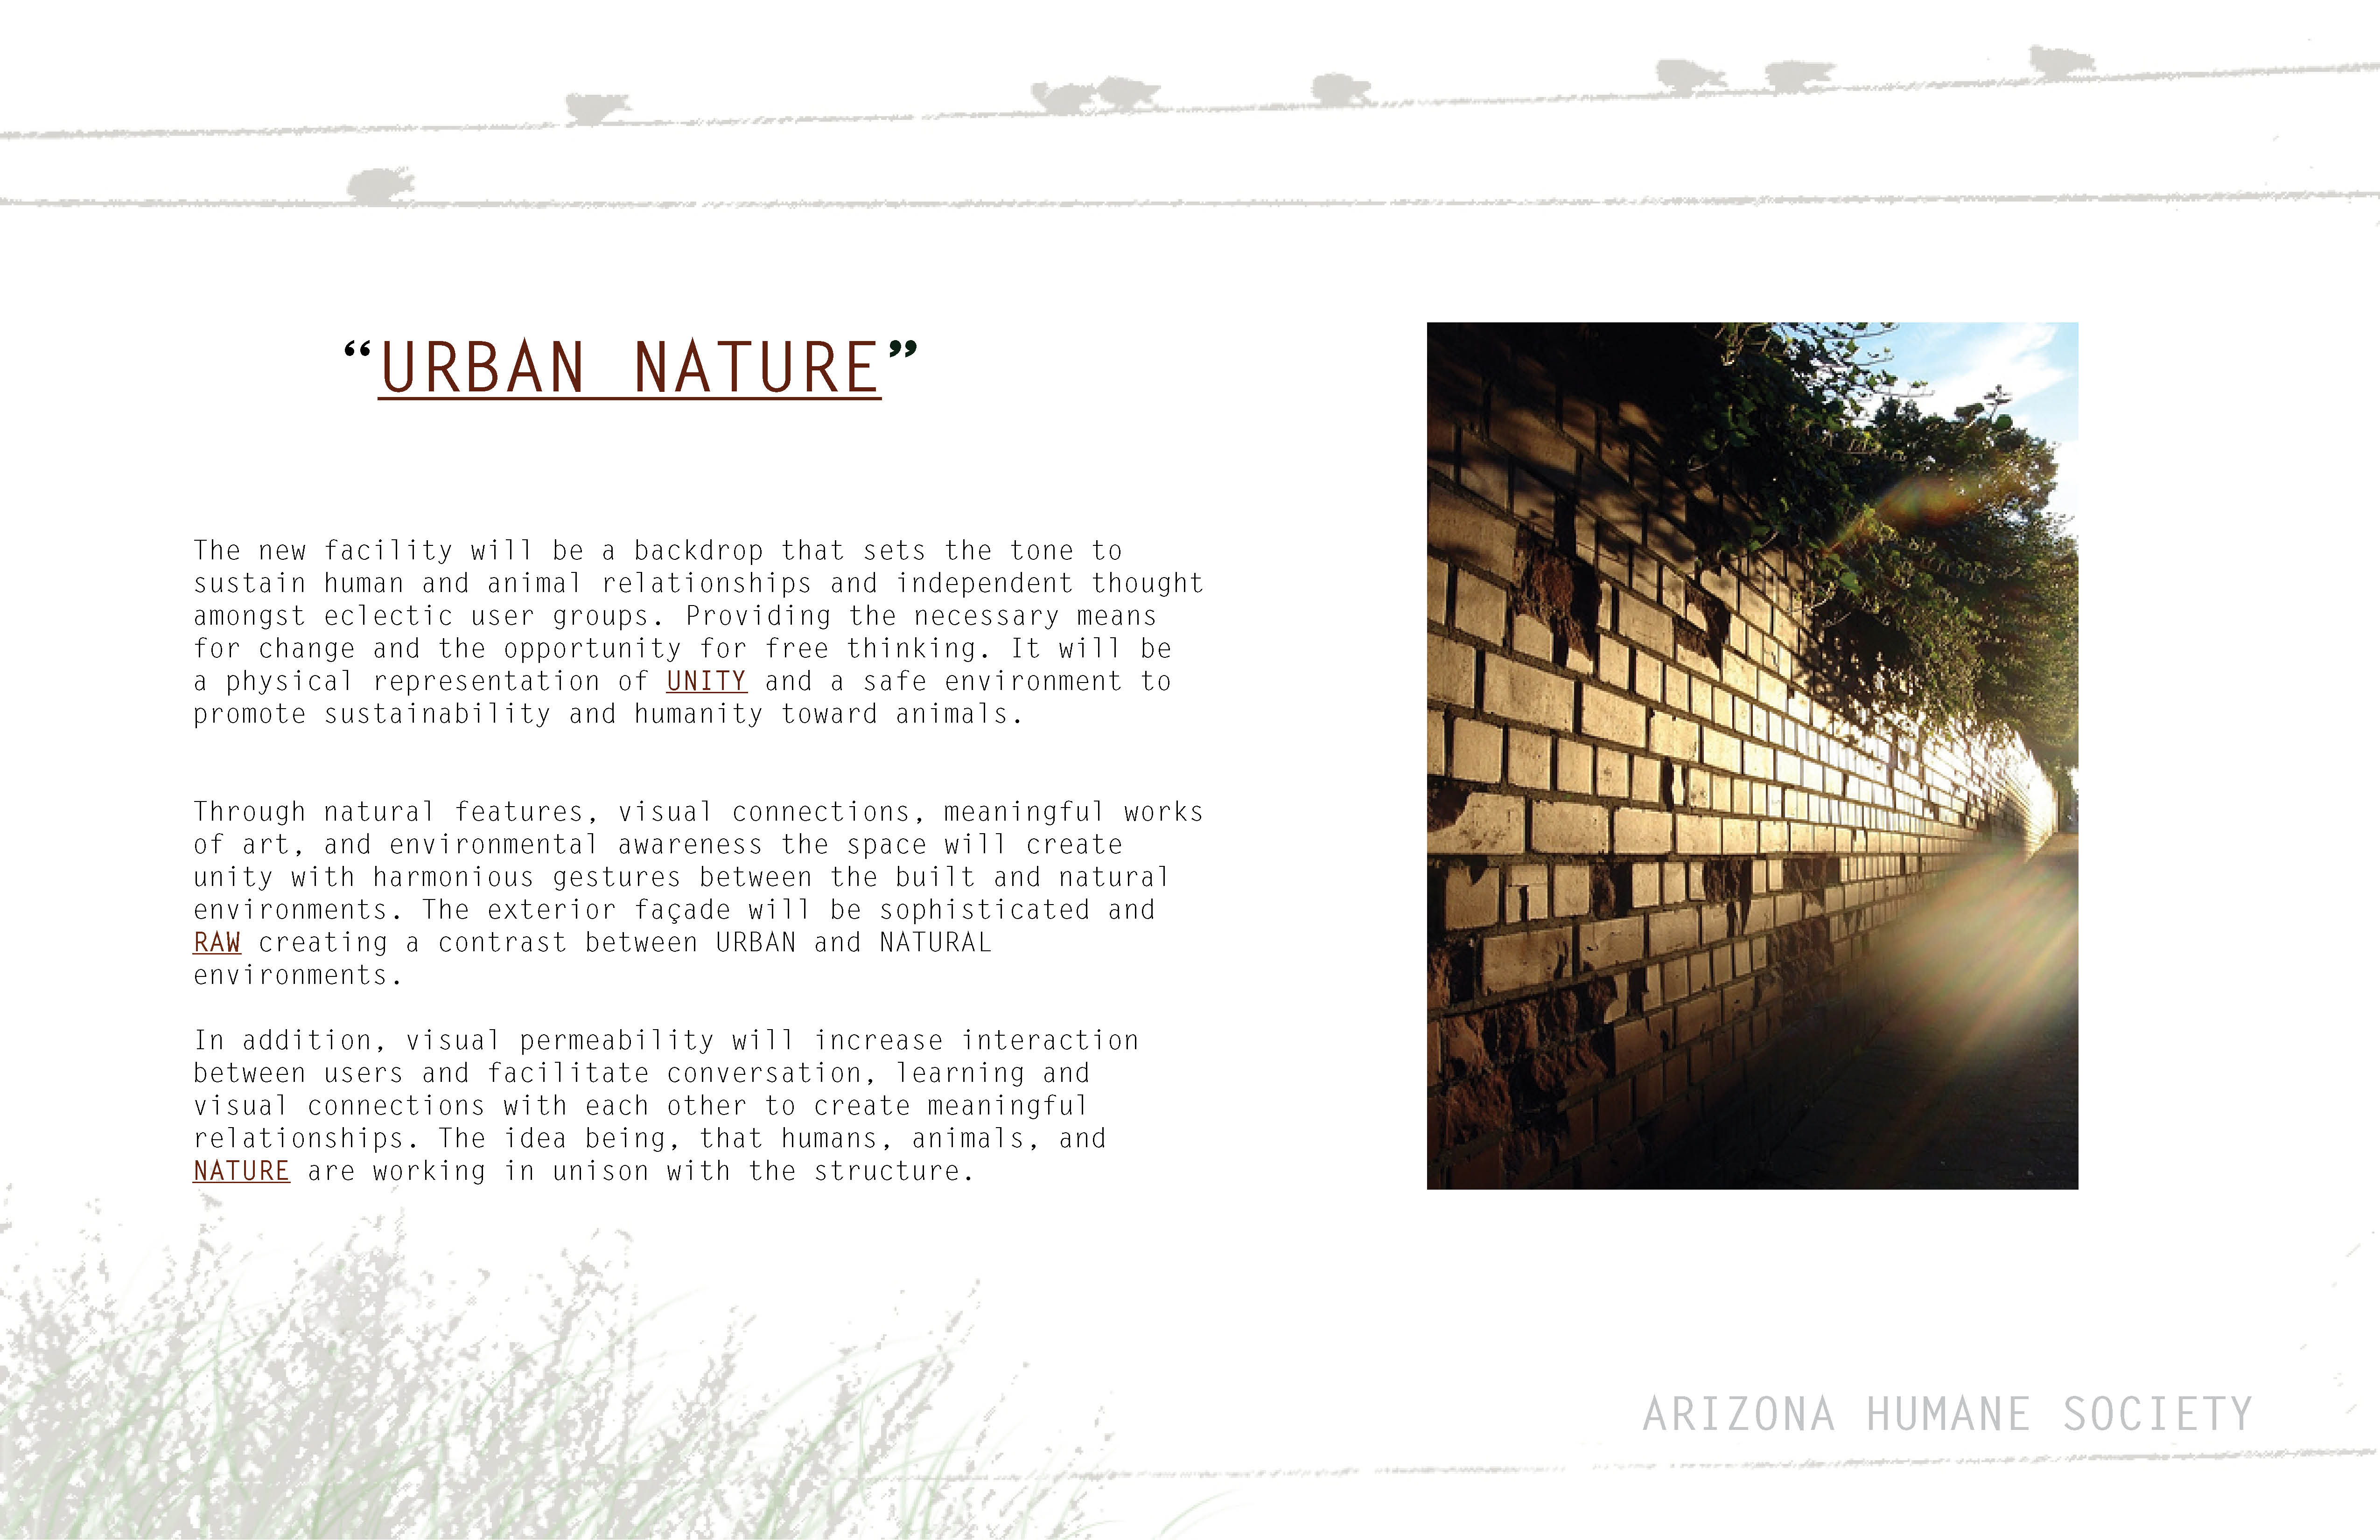 “URBAN NATURE”
The new facility will be a backdrop that sets the tone to
sustain human and animal relationships and independent thought
amongst eclectic user groups. Providing the necessary means
for change and the opportunity for free thinking. It will be
a physical representation of UNITY and a safe environment to
promote sustainability and humanity toward animals.
Through natural features, visual connections, meaningful works
of art, and environmental awareness the space will create
unity with harmonious gestures between the built and natural
environments. The exterior façade will be sophisticated and
RAW creating a contrast between URBAN and NATURAL
environments.
In addition, visual permeability will increase interaction
between users and facilitate conversation, learning and
visual connections with each other to create meaningful
relationships. The idea being, that humans, animals, and
NATURE are working in unison with the structure.
ARIZONA HUMANE SOCIETY